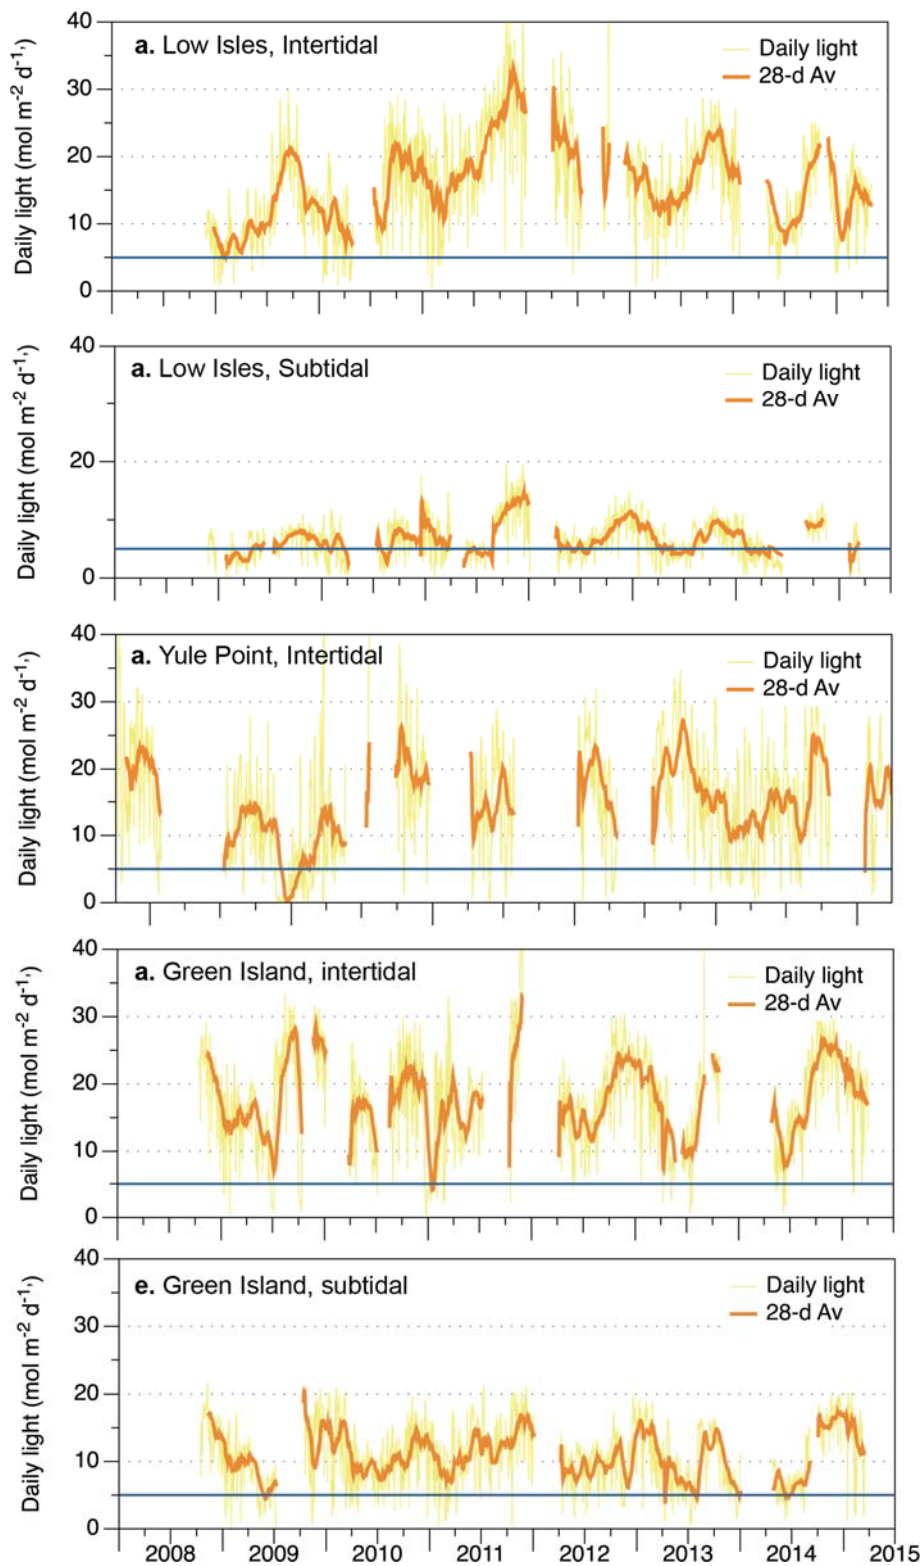 40
a. Low Isles, Intertidal
Daily light
28-d Av
30
20
10
0
Daily light (mol m-2 d-1,)
40
a. Low Isles, Subtidal
Daily light
28-d Av
20
0
Daily light (mol m-2 d-1,)
40
a. Yule Point, Intertidal
Daily light
28-d Av
30
20
10
0
Daily light (mol m-2 d-1,)
40
a. Green Island, intertidal
Daily light
28-d Av
30
20
10
0
Daily light (mol m-2 d-1,)
40
e. Green Island, subtidal
Daily light
28-d Av
30
20
10
0
Daily light (mol m-2 d-1,)
2008 2009 2010 2011 2012 2013 2014 2015